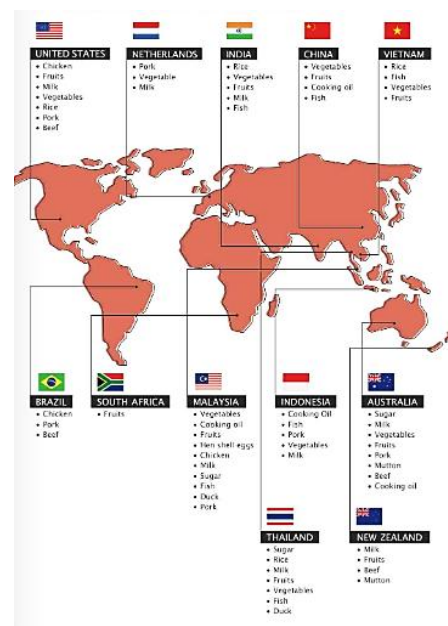 UNITED STATES
• Chicken
• Fruits
• Milk
• Vegetables
• Rice
• Pork
• Beef
NETHERLANDS
• Pork
• Vegetable
• Milk
INDIA
• Rice
• Vegetables
• Fruits
• Milk
• Fish
CHINA
• Vegetables
• Fruits
• Cooking oil
• Fish
VIETNAM
• Rice
• Fish
• Vegetables
• Fruits
BRAZIL
• Chicken
• Pork
• Beef
SOUTH AFRICA
• Fruits
MALAYSIA
• Vegetables
• Cooking oil
• Fruits
• Hen shell eggs
• Chicken
• Milk
• Sugar
• Fish
• Duck
• Pork
INDONESIA
• Cooking Oil
• Fish
• Pork
• Vegetables
• Milk
AUSTRALIA
• Sugar
• Milk
• Vegetables
• Fruits
• Pork
• Mutton
• Beef
• Cooking oil
THAILAND
• Sugar
• Rice
• Milk
• Fruits
• Vegetables
• Fish
• Duck
NEW ZEALAND
• Milk
• Fruits
• Beef
• Mutton